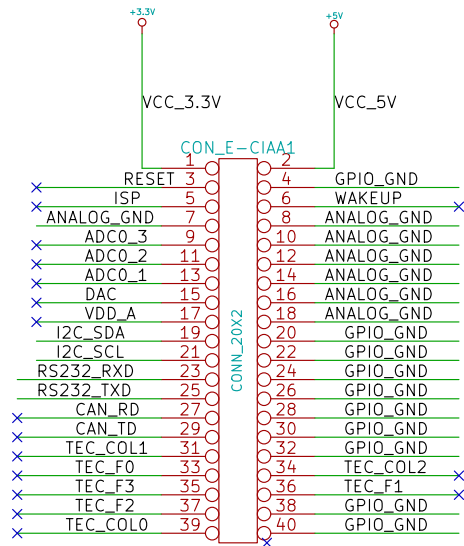 +3.3V +5V
VCC_3.3V VCC_5V
CON_E-CIAA1
1 2
RESET 3 4 GPIO_GND
ISP 5 6 WAKEUP
ANALOG_GND 7 8 ANALOG_GND
ADC0_3 9 10 ANALOG_GND
ADC0_2 11 12 ANALOG_GND
ADC0_1 13 14 ANALOG_GND
DAC 15 16 ANALOG_GND
VDD_A 17 18 ANALOG_GND
I2C_SDA 19 20 GPIO_GND
I2C_SCL 21 22 GPIO_GND
RS232_RXD 23 24 GPIO_GND
RS232_TXD 25 26 GPIO_GND
CAN_RD 27 28 GPIO_GND
CAN_TD 29 30 GPIO_GND
TEC_COL1 31 32 GPIO_GND
TEC_F0 33 34 TEC_COL2
TEC_F3 35 36 TEC_F1
TEC_F2 37 38 GPIO_GND
TEC_COL0 39 40 GPIO_GND
CONN_20X2